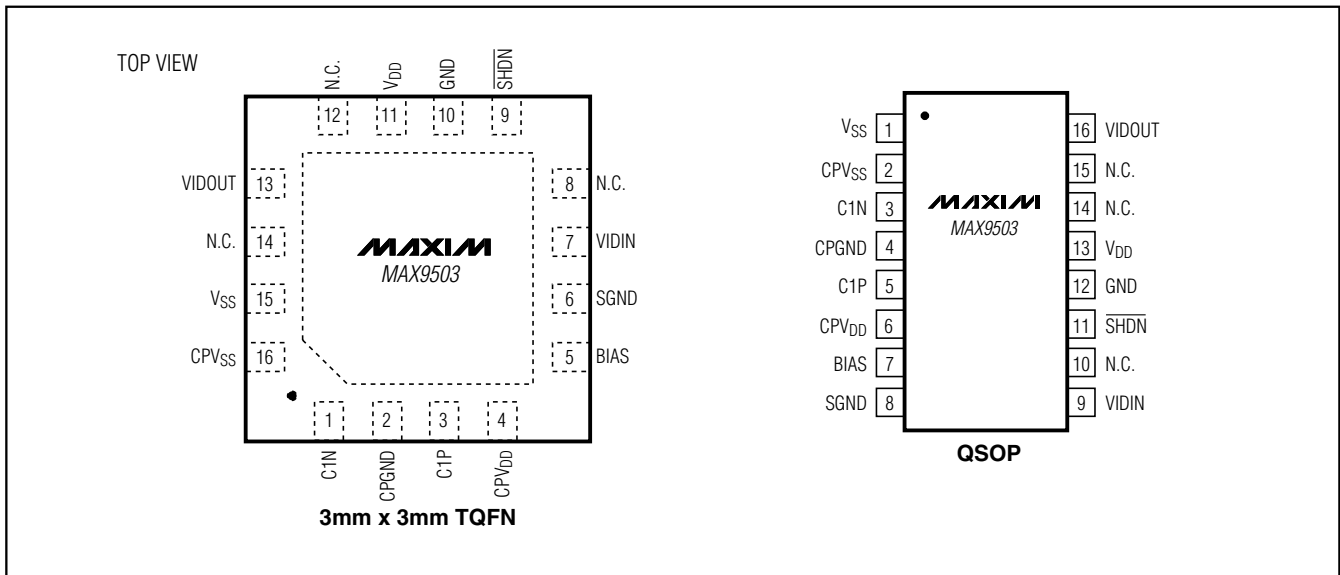 TOP VIEW
N.C.
VDD
GND
SHDN
12
11
10
9
VIDOUT 13
N.C. 14
VSS 15
CPVSS 16
8 N.C.
7 VIDIN
6 SGND
5 BIAS
MAXIM
MAX9503
1
2
3
4
C1N
CPGND
C1P
CPVDD
3mm x 3mm TQFN
VSS 1
CPVSS 2
C1N 3
CPGND 4
C1P 5
CPVDD 6
BIAS 7
SGND 8
MAXIM
MAX9503
16 VIDOUT
15 N.C.
14 N.C.
13 VDD
12 GND
11 SHDN
10 N.C.
9 VIDIN
QSOP